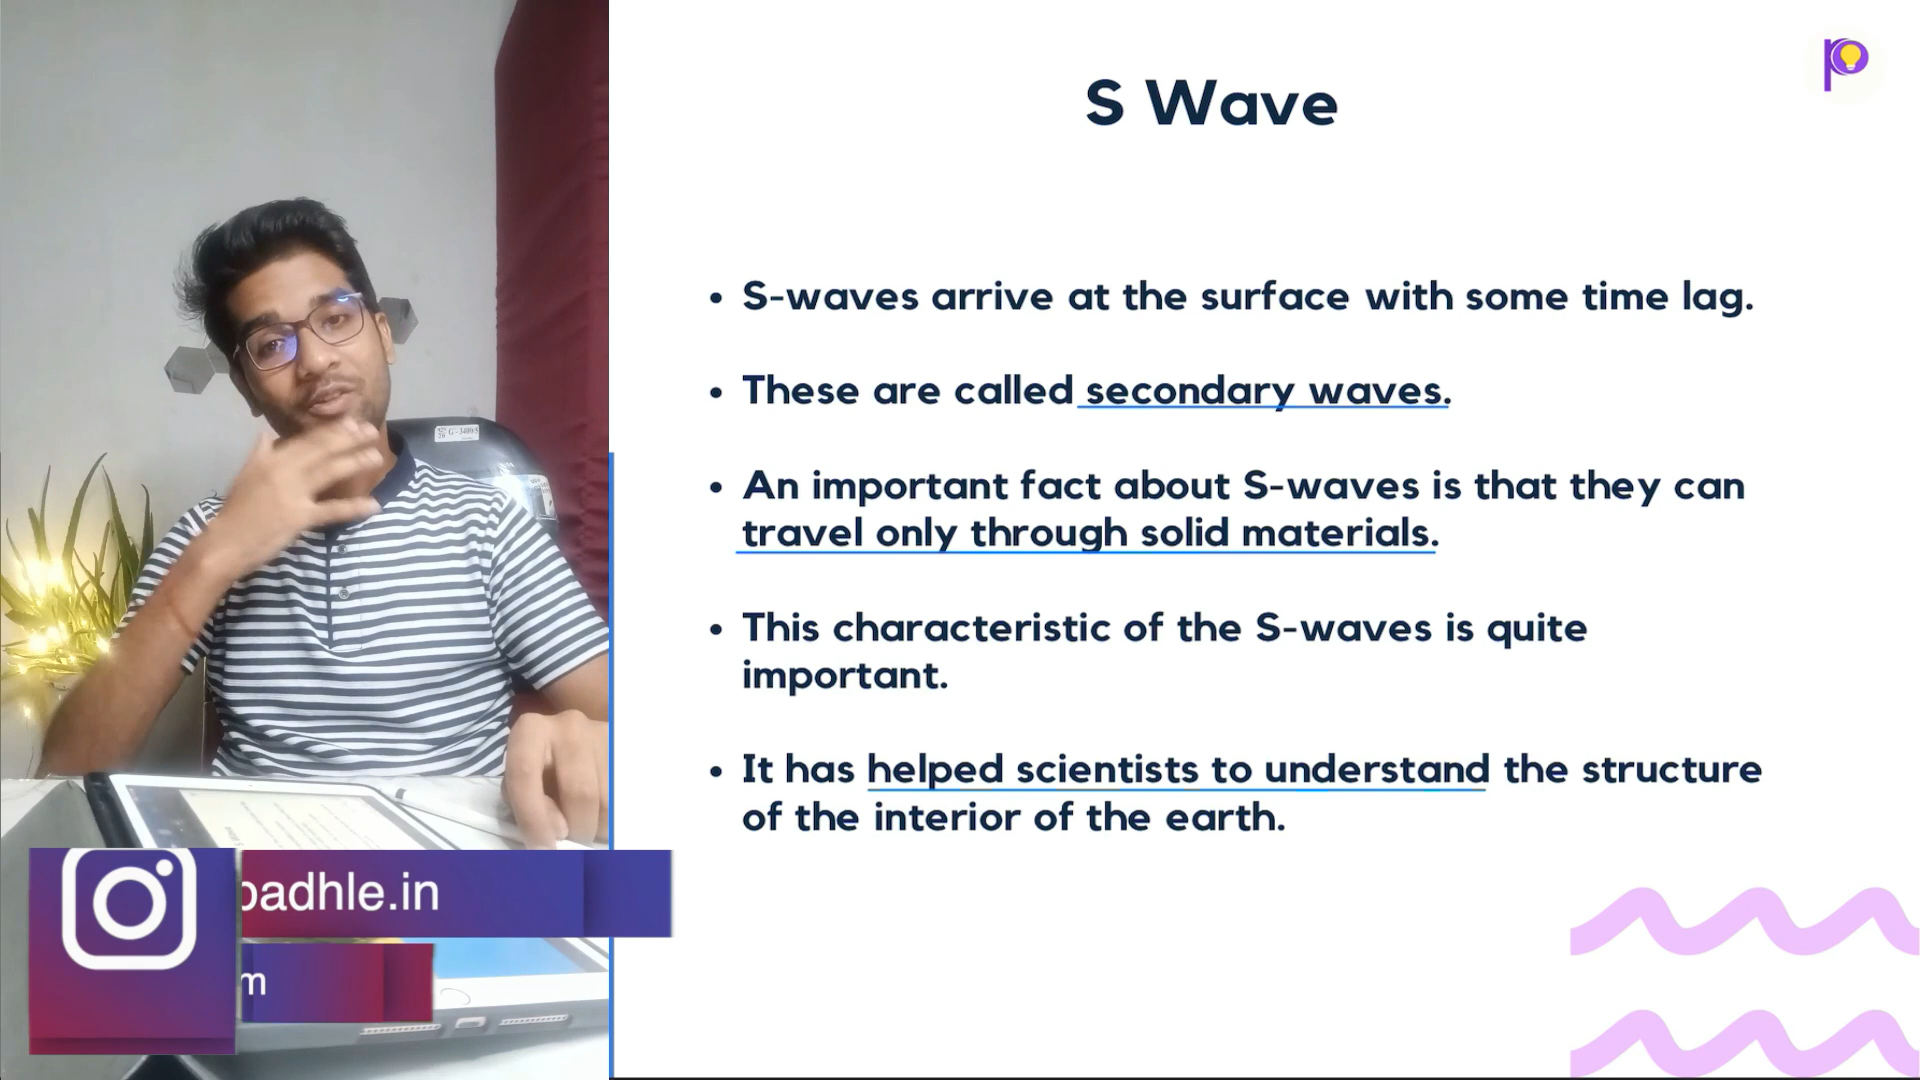 S Wave
S-waves arrive at the surface with some time lag.
These are called secondary waves.
An important fact about S-waves is that they can
travel only through solid materials.
This characteristic of the S-waves is quite
important.
It has helped scientists to understand the structure
of the interior of the earth.
padhle.in
m